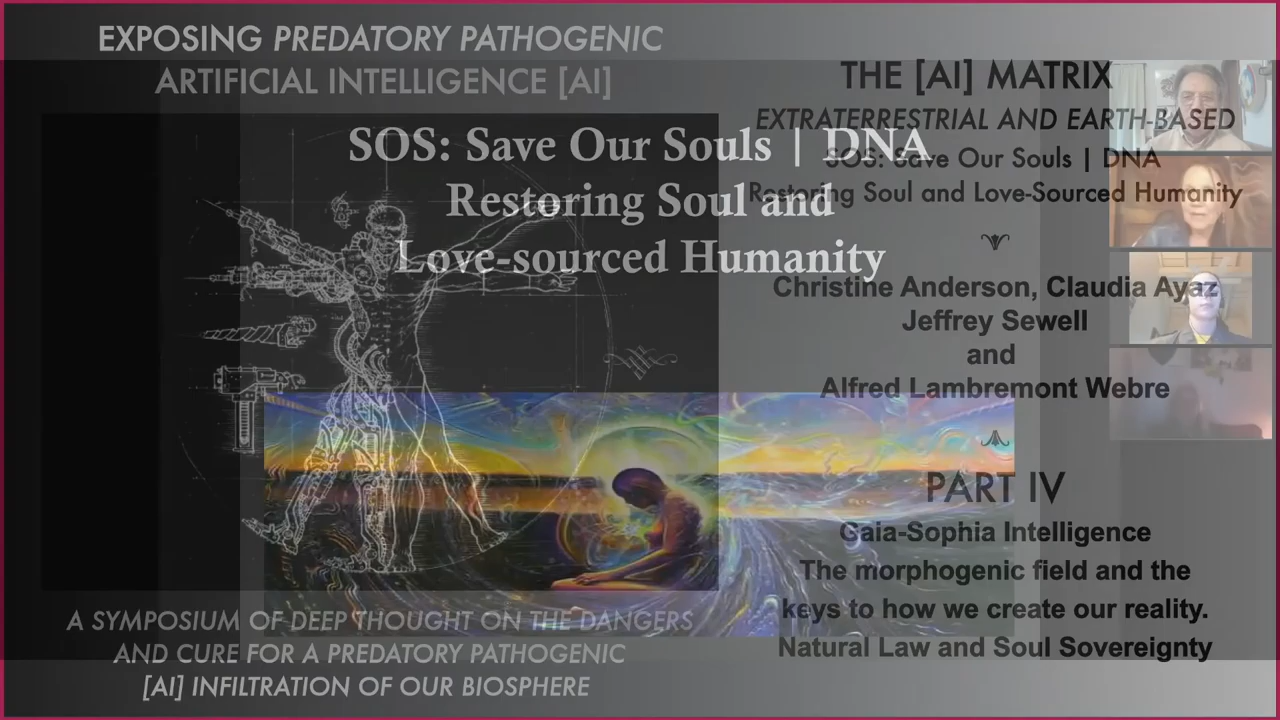 EXPOSING PREDATORY PATHOGENIC
ARTIFICIAL INTELLIGENCE [AI]
SOS: Save Our Souls | DNA
Restoring Soul and
Love-sourced Humanity
A SYMPOSIUM OF DEEP THOUGHT ON THE DANGERS
AND CURE FOR A PREDATORY PATHOGENIC
[AI] INFILTRATION OF OUR BIOSPHERE
THE [AI] MATRIX
EXTRATERRESTRIAL AND EARTH-BASED
SOS: Save Our Souls | DNA
Restoring Soul and Love-Sourced Humanity
Christine Anderson, Claudia Ayaz
Jeffrey Sewell
and
Alfred Lambremont Webre
PART IV
Gaia-Sophia Intelligence
The morphogenic field and the
keys to how we create our reality.
Natural Law and Soul Sovereignty